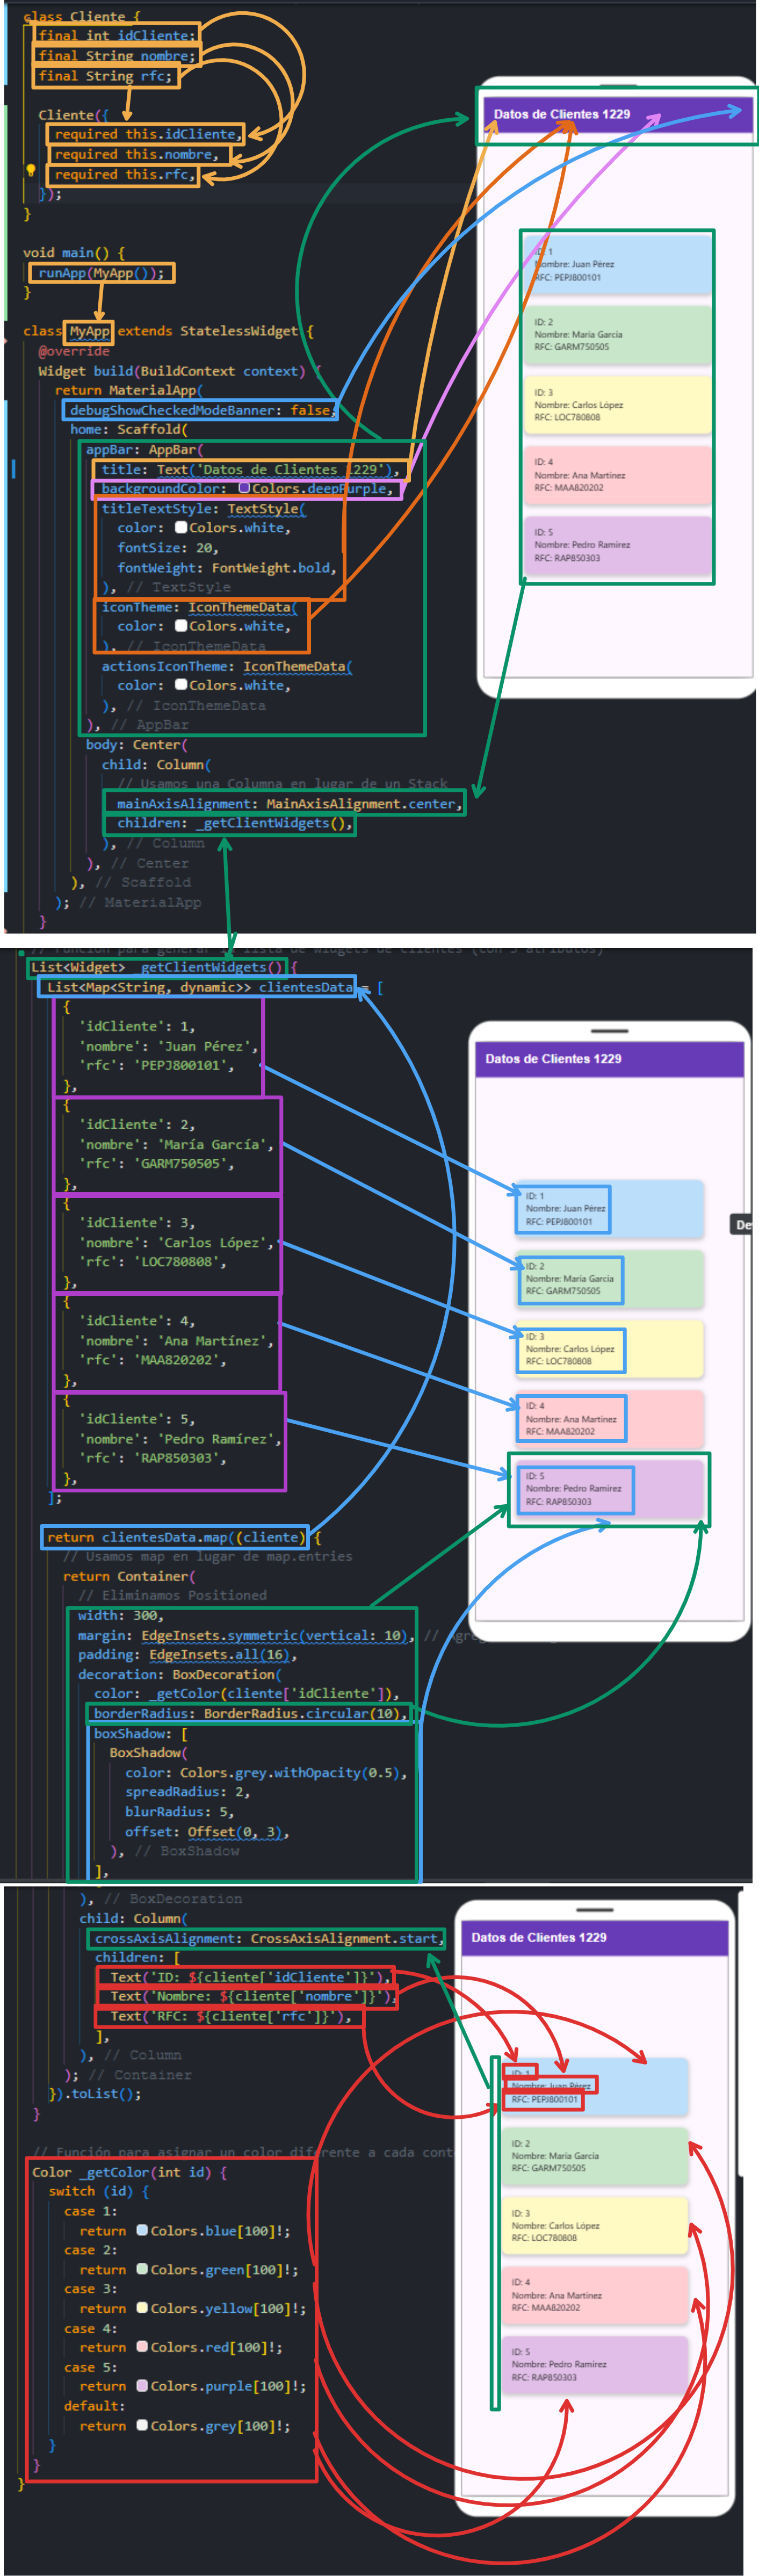 class Cliente {
final int idCliente;
final String nombre;
final String rfc;
Cliente({
required this.idCliente,
required this.nombre,
required this.rfc,
});
}
void main() {
runApp(MyApp());
}
class MyApp extends StatelessWidget {
@override
Widget build(BuildContext context) {
return MaterialApp(
debugShowCheckedModeBanner: false,
home: Scaffold(
appBar: AppBar(
title: Text('Datos de Clientes 1229'),
backgroundColor: Colors.deepPurple,
titleTextStyle: TextStyle(
color: Colors.white,
fontSize: 20,
fontWeight: FontWeight.bold,
), // TextStyle
iconTheme: IconThemeData(
color: Colors.white,
), // IconThemeData
actionsIconTheme: IconThemeData(
color: Colors.white,
), // IconThemeData
), // AppBar
body: Center(
child: Column(
// Usamos una Columna en lugar de un Stack
mainAxisAlignment: MainAxisAlignment.center,
children: _getClientWidgets(),
), // Column
), // Center
), // Scaffold
); // MaterialApp
}
Datos de Clientes 1229
ID: 1
Nombre: Juan Pérez
RFC: PEPJ800101
ID: 2
Nombre: María García
RFC: GARM750505
ID: 3
Nombre: Carlos López
RFC: LOC780808
ID: 4
Nombre: Ana Martínez
RFC: MAA820202
ID: 5
Nombre: Pedro Ramírez
RFC: RAP850303
// Función para generar la lista de widgets de clientes (con 3 atributos)
List<Widget> _getClientWidgets() {
List<Map<String, dynamic>> clientesData = [
{
'idCliente': 1,
'nombre': 'Juan Pérez',
'rfc': 'PEPJ800101',
},
{
'idCliente': 2,
'nombre': 'María García',
'rfc': 'GARM750505',
},
{
'idCliente': 3,
'nombre': 'Carlos López',
'rfc': 'LOC780808',
},
{
'idCliente': 4,
'nombre': 'Ana Martínez',
'rfc': 'MAA820202',
},
{
'idCliente': 5,
'nombre': 'Pedro Ramírez',
'rfc': 'RAP850303',
},
];
return clientesData.map((cliente) {
// Usamos map en lugar de map.entries
return Container(
// Eliminamos Positioned
width: 300,
margin: EdgeInsets.symmetric(vertical: 10), //
padding: EdgeInsets.all(16),
decoration: BoxDecoration(
color: _getColor(cliente['idCliente']),
borderRadius: BorderRadius.circular(10),
boxShadow: [
BoxShadow(
color: Colors.grey.withOpacity(0.5),
spreadRadius: 2,
blurRadius: 5,
offset: Offset(0, 3),
), // BoxShadow
],
Datos de Clientes 1229
ID: 1
Nombre: Juan Pérez
RFC: PEPJ800101
ID: 2
Nombre: María García
RFC: GARM750505
ID: 3
Nombre: Carlos López
RFC: LOC780808
ID: 4
Nombre: Ana Martínez
RFC: MAA820202
ID: 5
Nombre: Pedro Ramírez
RFC: RAP850303
De
), // BoxDecoration
child: Column(
crossAxisAlignment: CrossAxisAlignment.start,
children: [
Text('ID: ${cliente['idCliente']}'),
Text('Nombre: ${cliente['nombre']}'),
Text('RFC: ${cliente['rfc']}'),
],
), // Column
); // Container
}).toList();
}
// Función para asignar un color diferente a cada cont
Color _getColor(int id) {
switch (id) {
case 1:
return Colors.blue[100]!;
case 2:
return Colors.green[100]!;
case 3:
return Colors.yellow[100]!;
case 4:
return Colors.red[100]!;
case 5:
return Colors.purple[100]!;
default:
return Colors.grey[100]!;
}
}
}
Datos de Clientes 1229
ID: 1
Nombre: Juan Pérez
RFC: PEPJ800101
ID: 2
Nombre: María García
RFC: GARM750505
ID: 3
Nombre: Carlos López
RFC: LOC780808
ID: 4
Nombre: Ana Martínez
RFC: MAA820202
ID: 5
Nombre: Pedro Ramírez
RFC: RAP850303